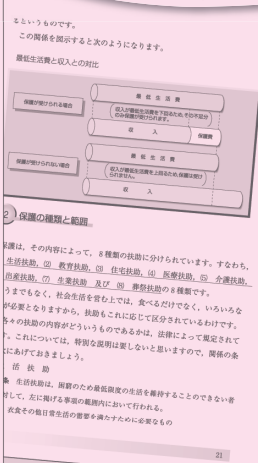 るというものです。
この関係を図示すると次のようになります。
最低生活費と収入との対比
最低生活費
保護が受けられる場合
収入が最低生活費を下回るため、その不足分
のみ保護が受けられます。
収入
保護費
最低生活費
保護が受けられない場合
収入が最低生活費を上回るため、保護は受け
られません。
収入
2 保護の種類と範囲
保護は、その内容によって、8種類の扶助に分けられています。すなわち、
生活扶助、(2) 教育扶助、(3) 住宅扶助、(4) 医療扶助、(5) 介護扶助、
出産扶助、(7) 生業扶助 及び (8) 葬祭扶助の8種類です。
うまでもなく、社会生活を営む上では、食べるだけでなく、いろいろな
が必要となりますから、扶助もこれに応じて区分されているわけです。
各々の扶助の内容がどういうものであるかは、法律によって規定されて
す。これについては、特別な説明は要しないと思いますので、関係の条
にあげておきましょう。
活扶助
条 生活扶助は、困窮のため最低限度の生活を維持することのできない者
対して、左に掲げる事項の範囲内において行われる。
衣食その他日常生活の需要を満たすために必要なもの
21